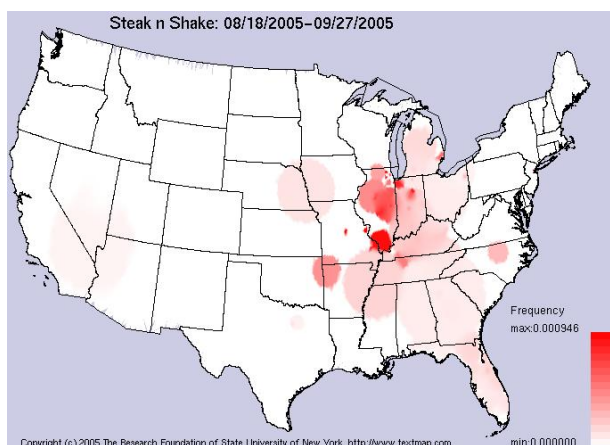 Steak n Shake: 08/18/2005-09/27/2005
Frequency
max:0.000946
min:0.000000
Copyright (c) 2005 The Research Foundation of State University of New York, http://www.textmap.com